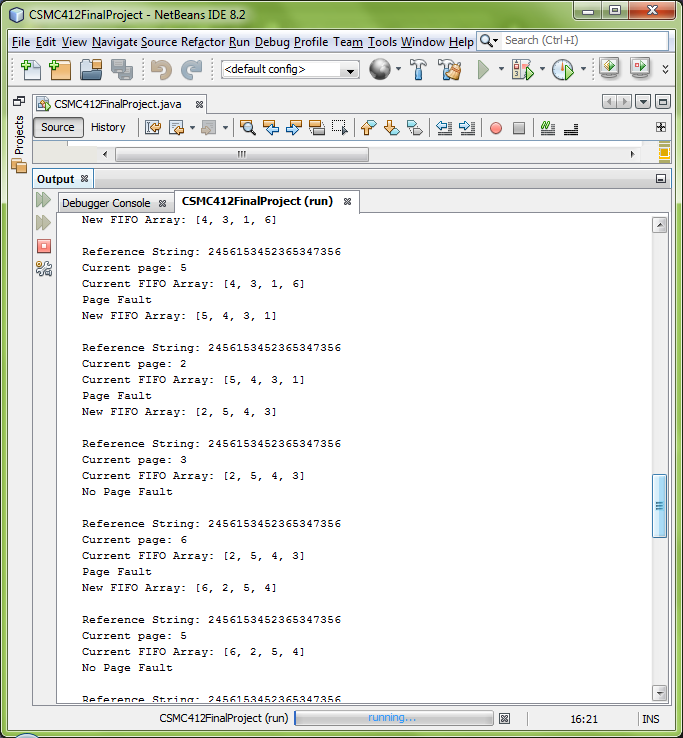 CSMC412FinalProject - NetBeans IDE 8.2
File Edit View Navigate Source Refactor Run Debug Profile Team Tools Window Help Search (Ctrl+I)
<default config>
CSMC412FinalProject.java
Projects
Source History
Output
Debugger Console CSMC412FinalProject (run)
New FIFO Array: [4, 3, 1, 6]
Reference String: 2456153452365347356
Current page: 5
Current FIFO Array: [4, 3, 1, 6]
Page Fault
New FIFO Array: [5, 4, 3, 1]
Reference String: 2456153452365347356
Current page: 2
Current FIFO Array: [5, 4, 3, 1]
Page Fault
New FIFO Array: [2, 5, 4, 3]
Reference String: 2456153452365347356
Current page: 3
Current FIFO Array: [2, 5, 4, 3]
No Page Fault
Reference String: 2456153452365347356
Current page: 6
Current FIFO Array: [2, 5, 4, 3]
Page Fault
New FIFO Array: [6, 2, 5, 4]
Reference String: 2456153452365347356
Current page: 5
Current FIFO Array: [6, 2, 5, 4]
No Page Fault
Reference String: 2456153452365347356
CSMC412FinalProject (run) running... 16:21 INS